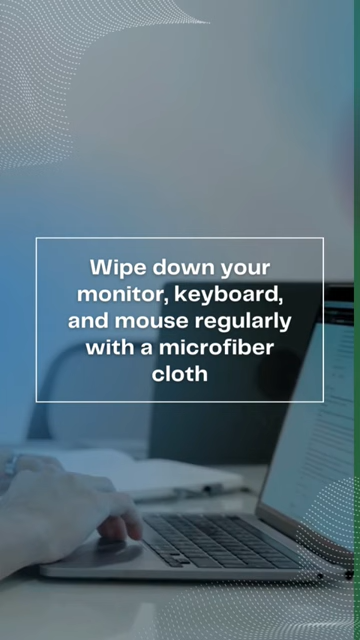 Wipe down your
monitor, keyboard,
and mouse regularly
with a microfiber
cloth